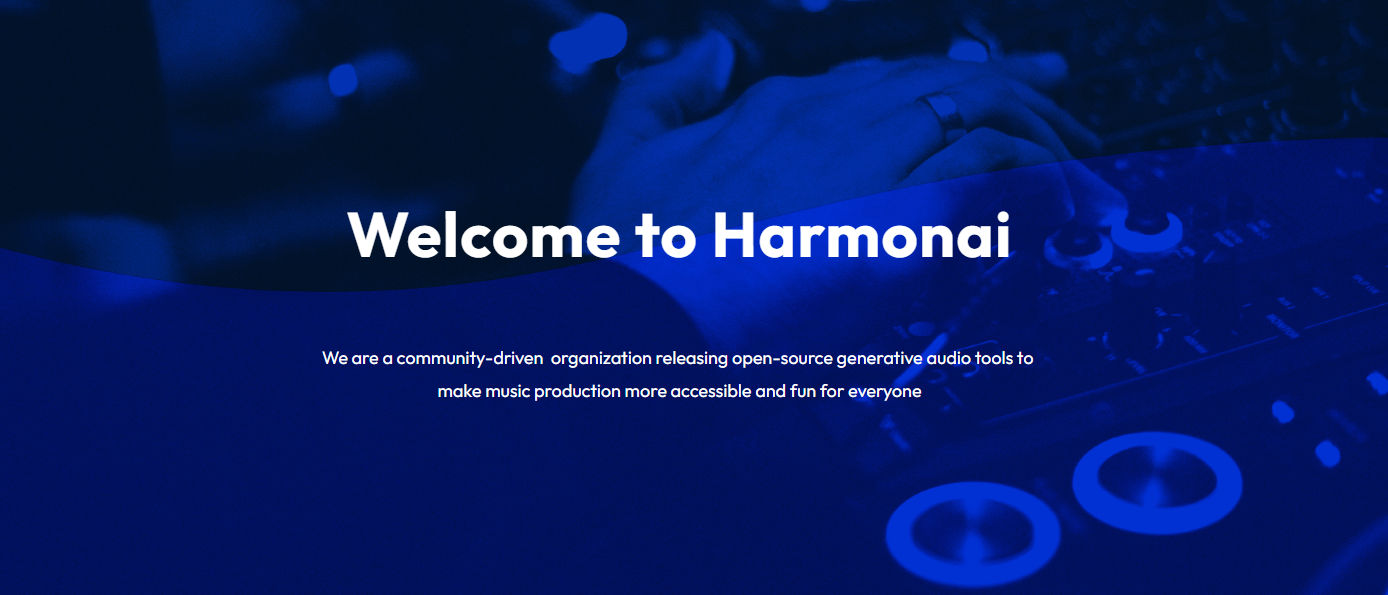 Welcome to Harmonai
We are a community-driven  organization releasing open-source generative audio tools to
make music production more accessible and fun for everyone